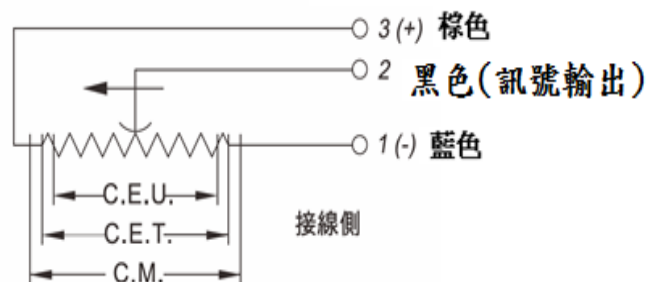 3 (+) 棕色
2 黑色(訊號輸出)
1 (-) 藍色
C.E.U.
接線側
C.E.T.
C.M.